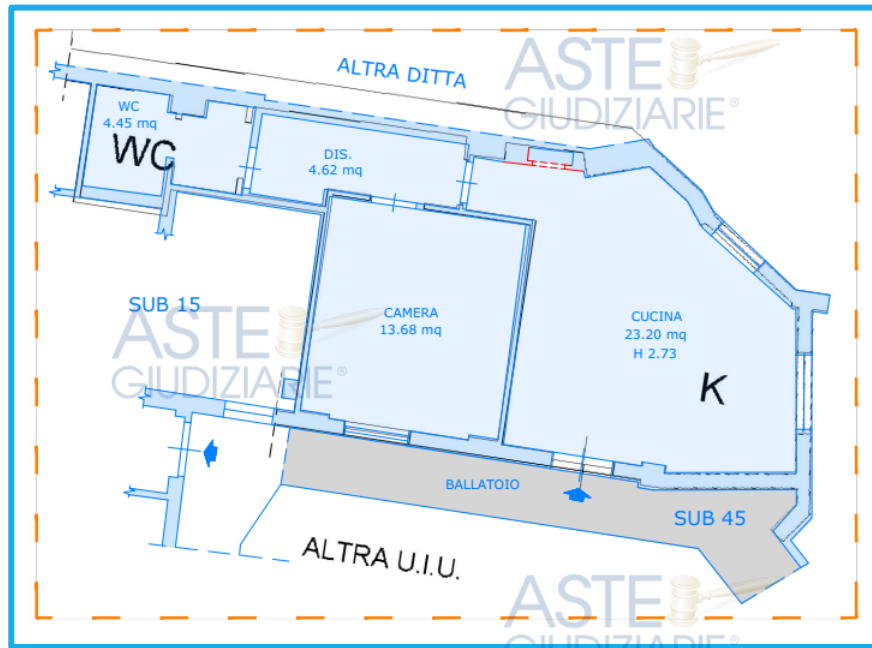 ASTE
GIUDIZIARIE®
ALTRA DITTA
WC
4.45 mq
WC
DIS.
4.62 mq
SUB 15
ASTE
GIUDIZIARIE®
CAMERA
13.68 mq
CUCINA
23.20 mq
H 2.73
K
BALLATOIO
SUB 45
ALTRA U.I.U.
ASTE
GIUDIZIARIE®